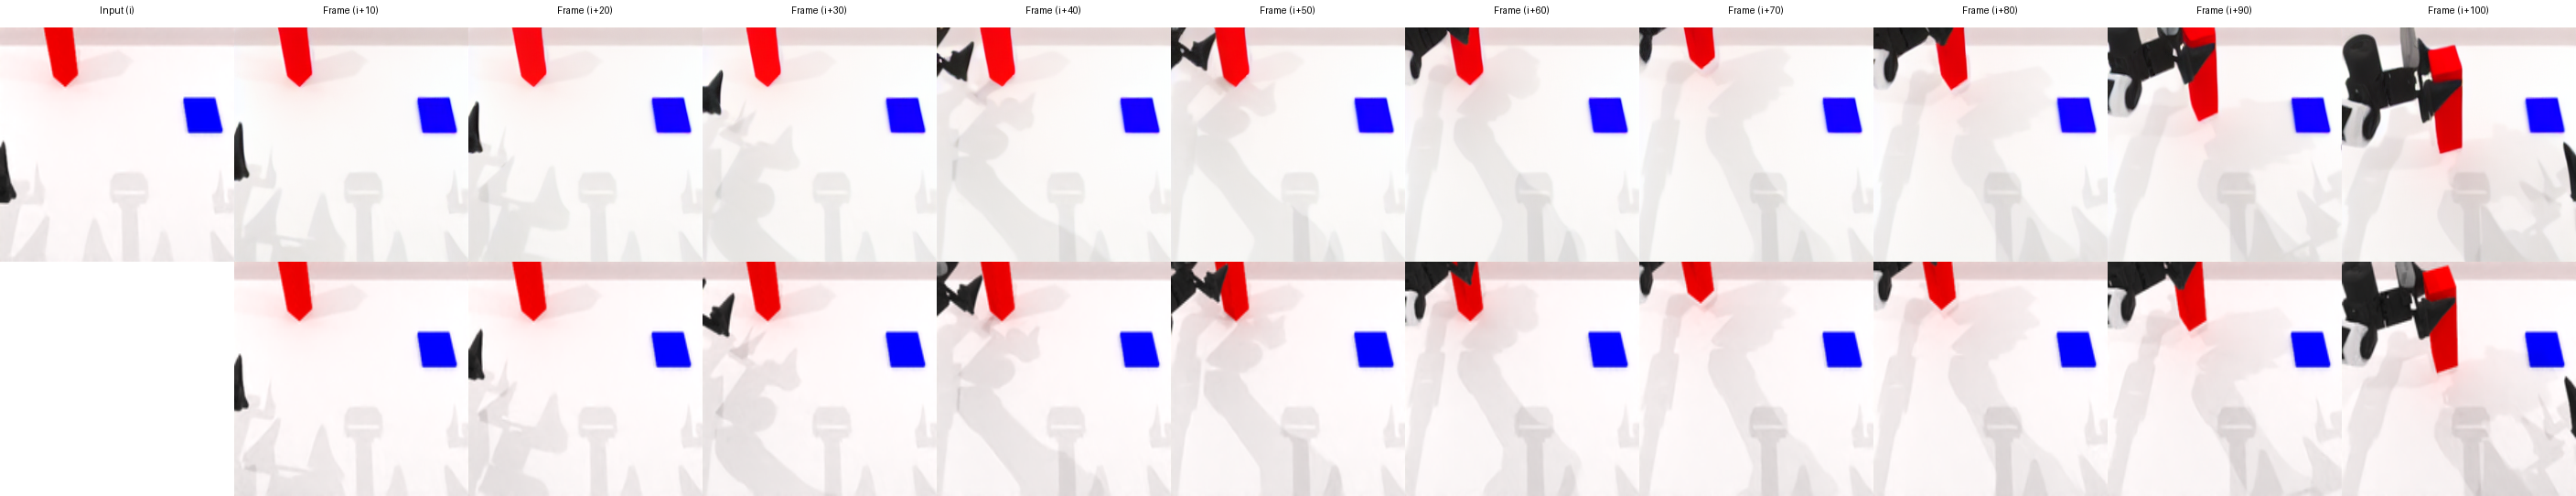 Input (i)
Frame (i+10)
Frame (i+20)
Frame (i+30)
Frame (i+40)
Frame (i+50)
Frame (i+60)
Frame (i+70)
Frame (i+80)
Frame (i+90)
Frame (i+100)